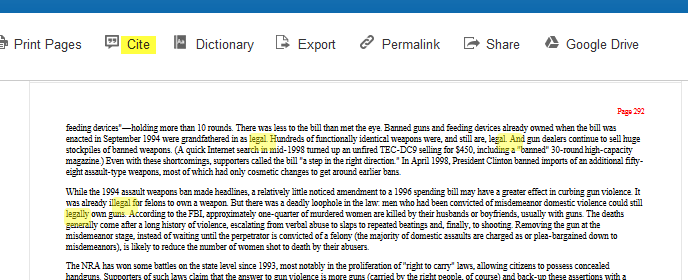 Print Pages Cite Dictionary Export Permalink Share Google Drive
Page 292
feeding devices"—holding more than 10 rounds. There was less to the bill than met the eye. Banned guns and feeding devices already owned when the bill was
enacted in September 1994 were grandfathered in as legal. Hundreds of functionally identical weapons were, and still are, legal. And gun dealers continue to sell huge
stockpiles of banned weapons. (A quick Internet search in mid-1998 turned up an unfired TEC-DC9 selling for $450, including a "banned" 30-round high-capacity
magazine.) Even with these shortcomings, supporters called the bill "a step in the right direction." In April 1998, President Clinton banned imports of an additional fifty-
eight assault-type weapons, most of which had only cosmetic changes to get around earlier bans.
While the 1994 assault weapons ban made headlines, a relatively little noticed amendment to a 1996 spending bill may have a greater effect in curbing gun violence. It
was already illegal for felons to own a weapon. But there was a deadly loophole in the law: men who had been convicted of misdemeanor domestic violence could still
legally own guns. According to the FBI, approximately one-quarter of murdered women are killed by their husbands or boyfriends, usually with guns. The deaths
generally come after a long history of violence, escalating from verbal abuse to slaps to repeated beatings and, finally, to shooting. Removing the gun at the
misdemeanor stage, instead of waiting until the perpetrator is convicted of a felony (the majority of domestic assaults are charged as or plea-bargained down to
misdemeanors), is likely to reduce the number of women shot to death by their abusers.
The NRA has won some battles on the state level since 1993, most notably in the proliferation of "right to carry" laws, allowing citizens to possess concealed
handguns. Supporters of such laws claim that the answer to gun violence is more guns (carried by the right people, of course) and back-up these assertions with a